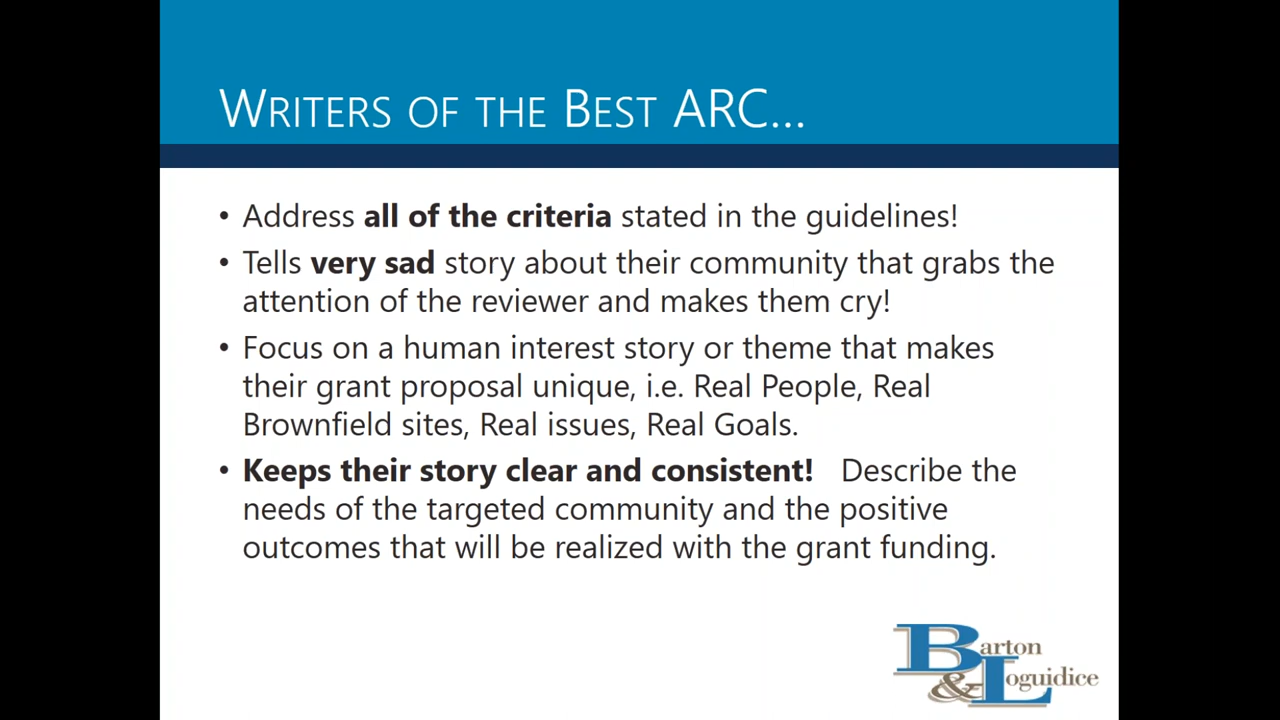 WRITERS OF THE BEST ARC...
• Address all of the criteria stated in the guidelines!
• Tells very sad story about their community that grabs the
attention of the reviewer and makes them cry!
• Focus on a human interest story or theme that makes
their grant proposal unique, i.e. Real People, Real
Brownfield sites, Real issues, Real Goals.
• Keeps their story clear and consistent! Describe the
needs of the targeted community and the positive
outcomes that will be realized with the grant funding.
Barton
& Loguidice